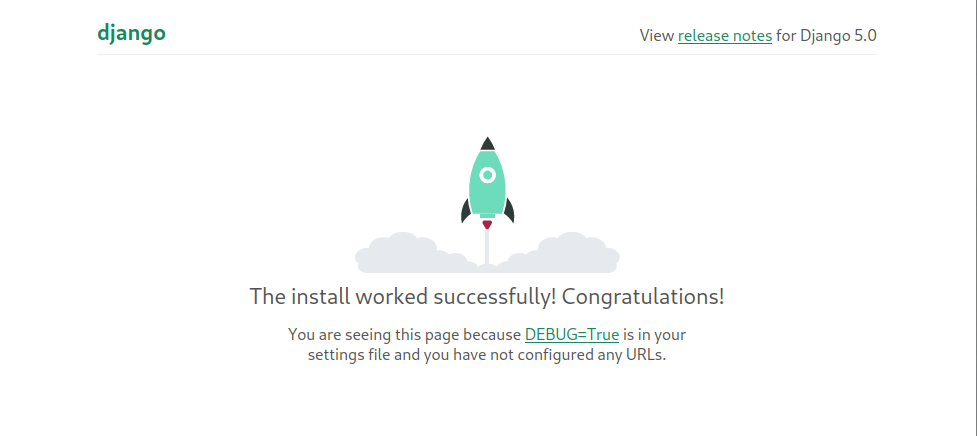 django
View release notes for Django 5.0
The install worked successfully! Congratulations!
You are seeing this page because DEBUG=True is in your
settings file and you have not configured any URLs.